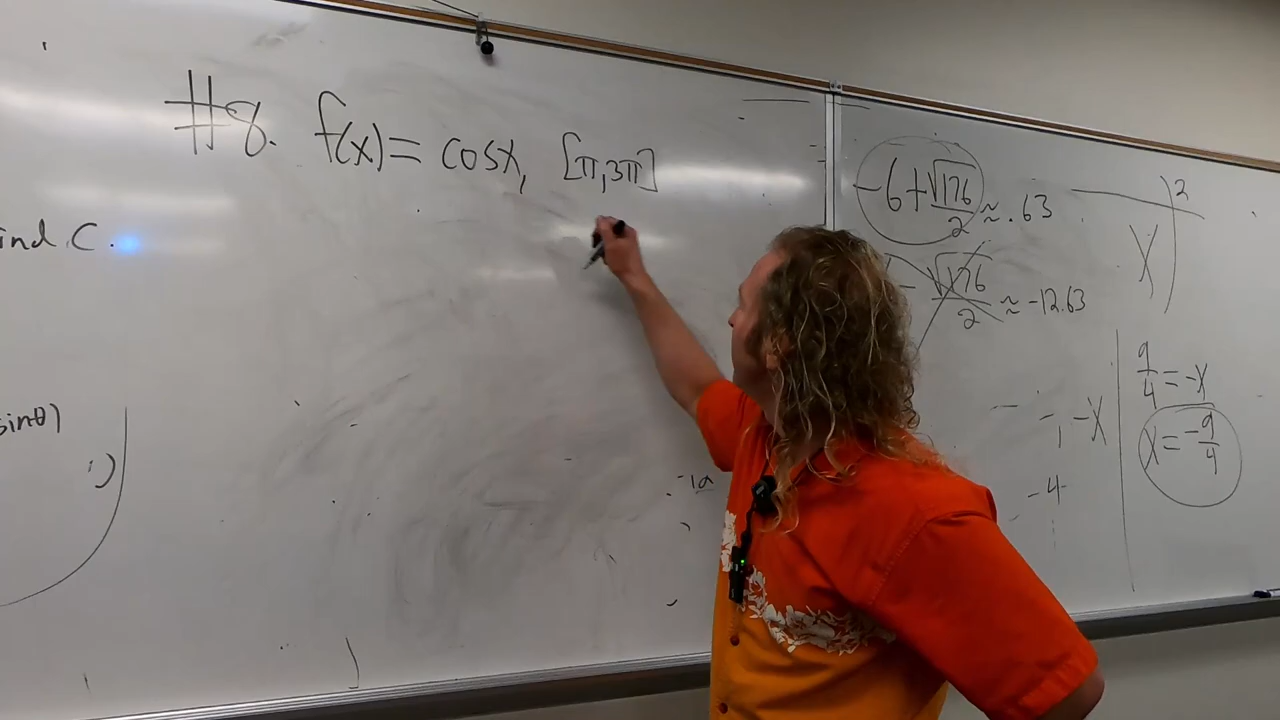 #8. f(x) = cosx, [π, 3π]
ind C.
sinθ)
-6+√176/2 ≈ .63
-√176/2 ≈ -12.63
)²
X
9/4 = -x
-x
x = -9/4
-4